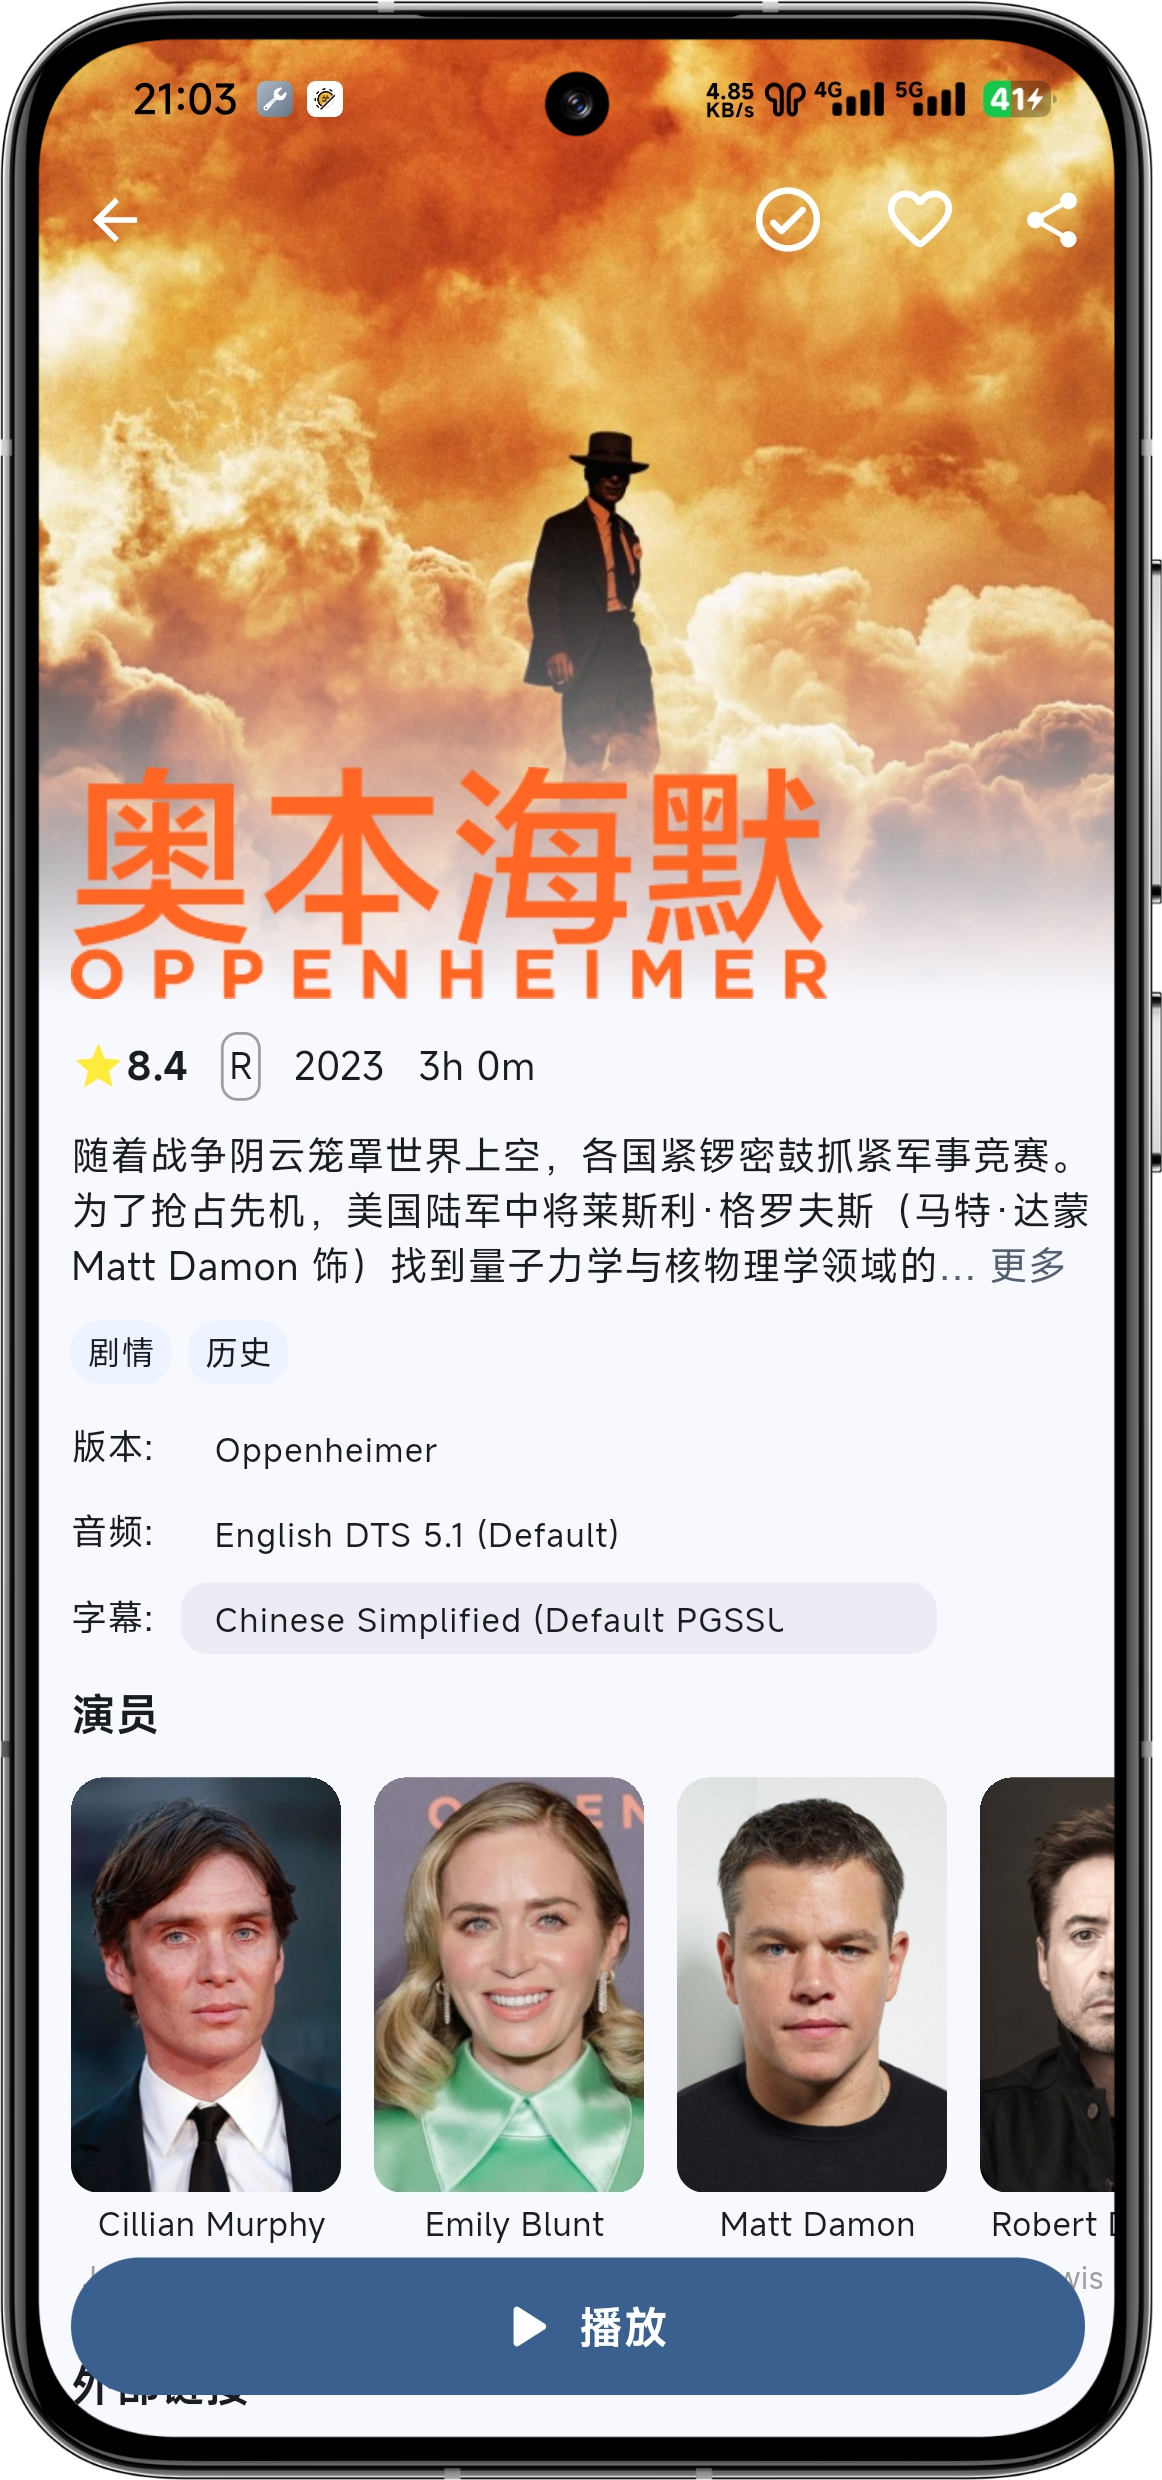 21:03
4.85
KB/s
4G
5G
41
奥本海默
OPPENHEIMER
8.4 R 2023 3h 0m
随着战争阴云笼罩世界上空，各国紧锣密鼓抓紧军事竞赛。
为了抢占先机，美国陆军中将莱斯利·格罗夫斯（马特·达蒙
Matt Damon 饰）找到量子力学与核物理学领域的... 更多
剧情 历史
版本: Oppenheimer
音频: English DTS 5.1 (Default)
字幕: Chinese Simplified (Default PGSSU
演员
Cillian Murphy Emily Blunt Matt Damon Robert
播放
外部链接